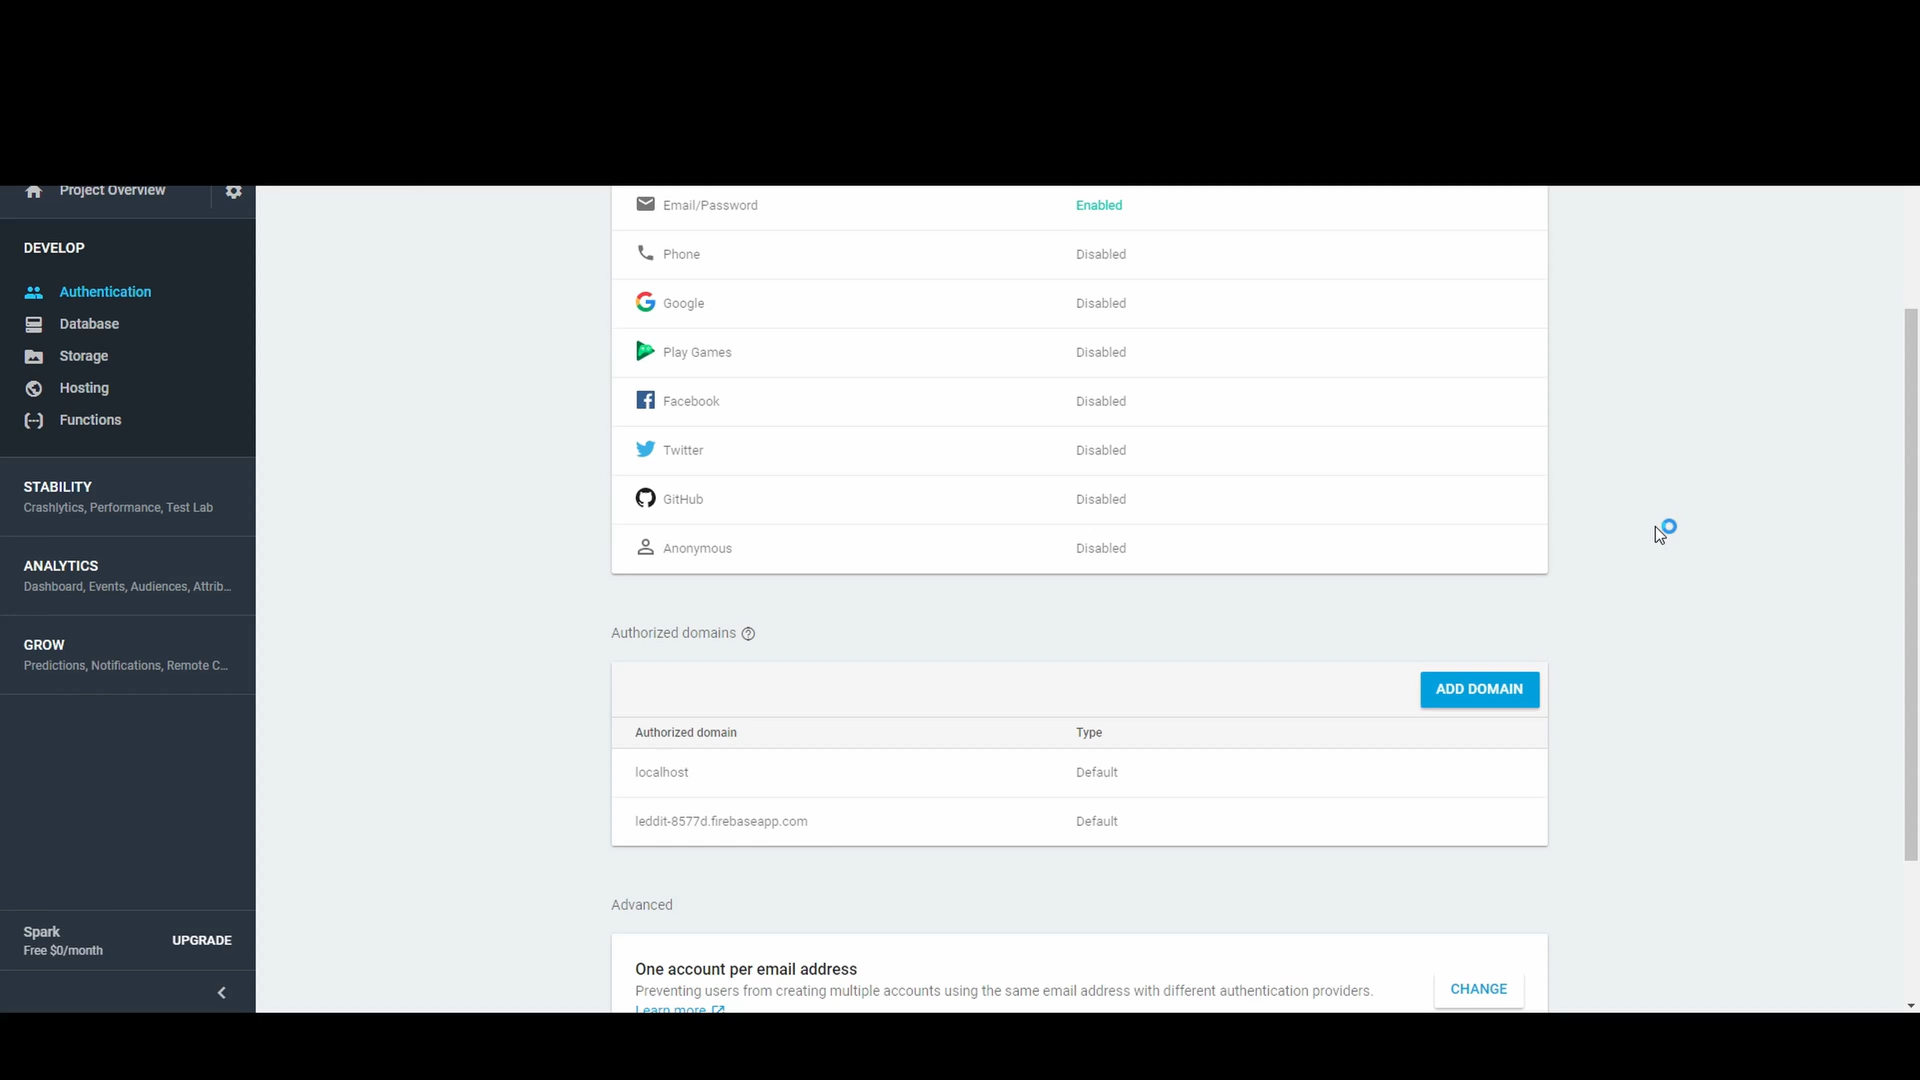 Project Overview
DEVELOP
Authentication
Database
Storage
Hosting
Functions
STABILITY
Crashlytics, Performance, Test Lab
ANALYTICS
Dashboard, Events, Audiences, Attrib...
GROW
Predictions, Notifications, Remote C...
Spark
Free $0/month
UPGRADE
Email/Password Enabled
Phone Disabled
Google Disabled
Play Games Disabled
Facebook Disabled
Twitter Disabled
GitHub Disabled
Anonymous Disabled
Authorized domains
ADD DOMAIN
Authorized domain Type
localhost Default
leddit-8577d.firebaseapp.com Default
Advanced
One account per email address
Preventing users from creating multiple accounts using the same email address with different authentication providers.
Learn more
CHANGE